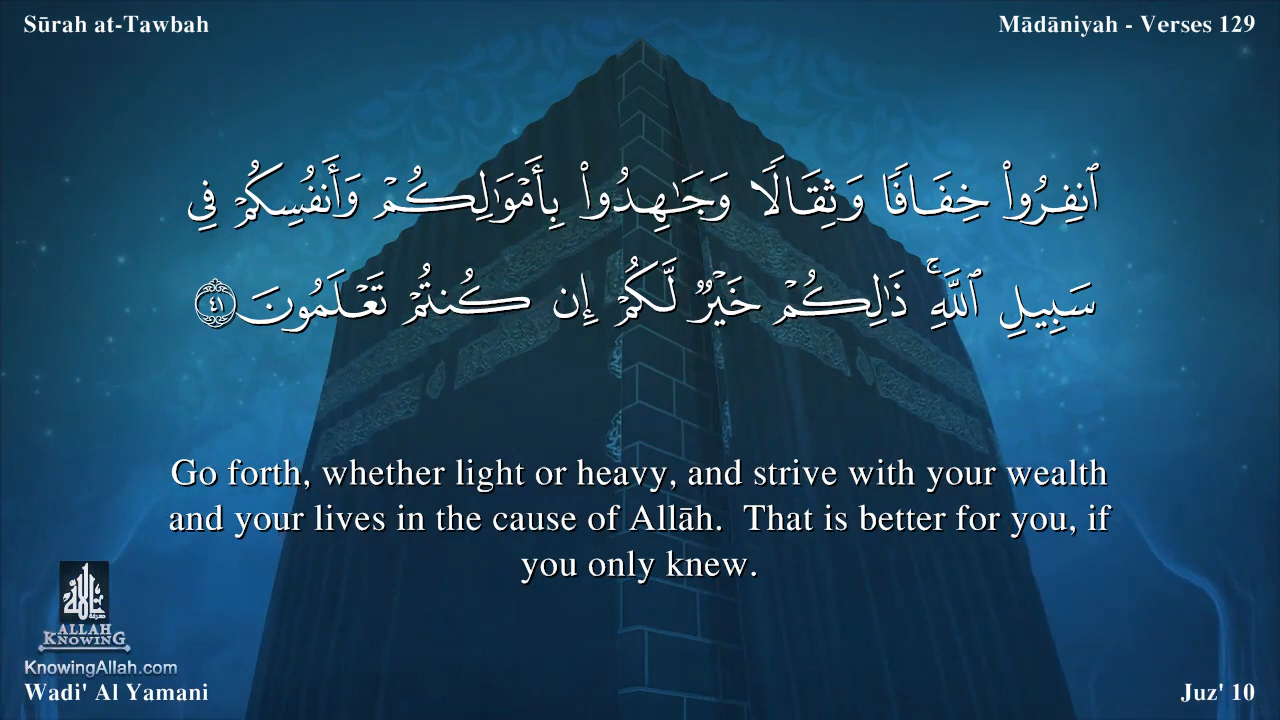 Sūrah at-Tawbah
Mādāniyah - Verses 129
ٱنفِرُوا۟ خِفَافًا وَثِقَالًا وَجَـٰهِدُوا۟ بِأَمْوَٰلِكُمْ وَأَنفُسِكُمْ فِى
سَبِيلِ ٱللَّهِ ۚ ذَٰلِكُمْ خَيْرٌ لَّكُمْ إِن كُنتُمْ تَعْلَمُونَ ٤١
Go forth, whether light or heavy, and strive with your wealth
and your lives in the cause of Allāh.  That is better for you, if
you only knew.
ALLAH
KNOWING
KnowingAllah.com
Wadi' Al Yamani
Juz' 10